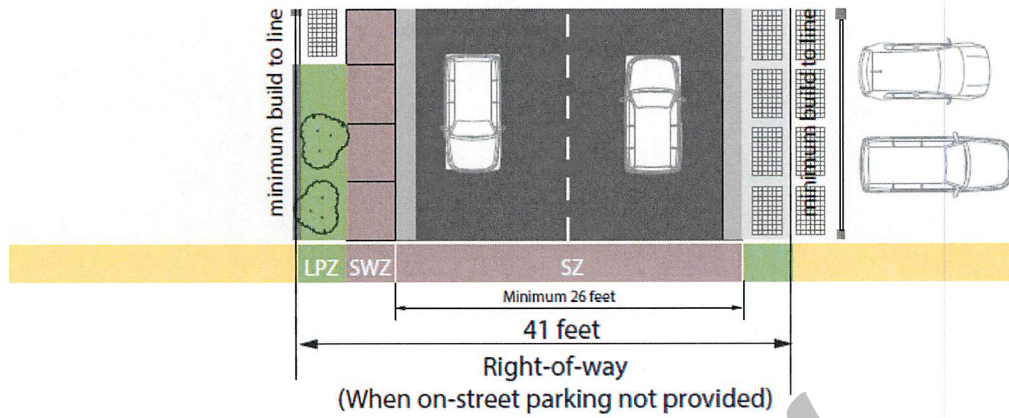 minimum build to line
minimum build to line
LPZ SWZ SZ
Minimum 26 feet
41 feet
Right-of-way
(When on-street parking not provided)